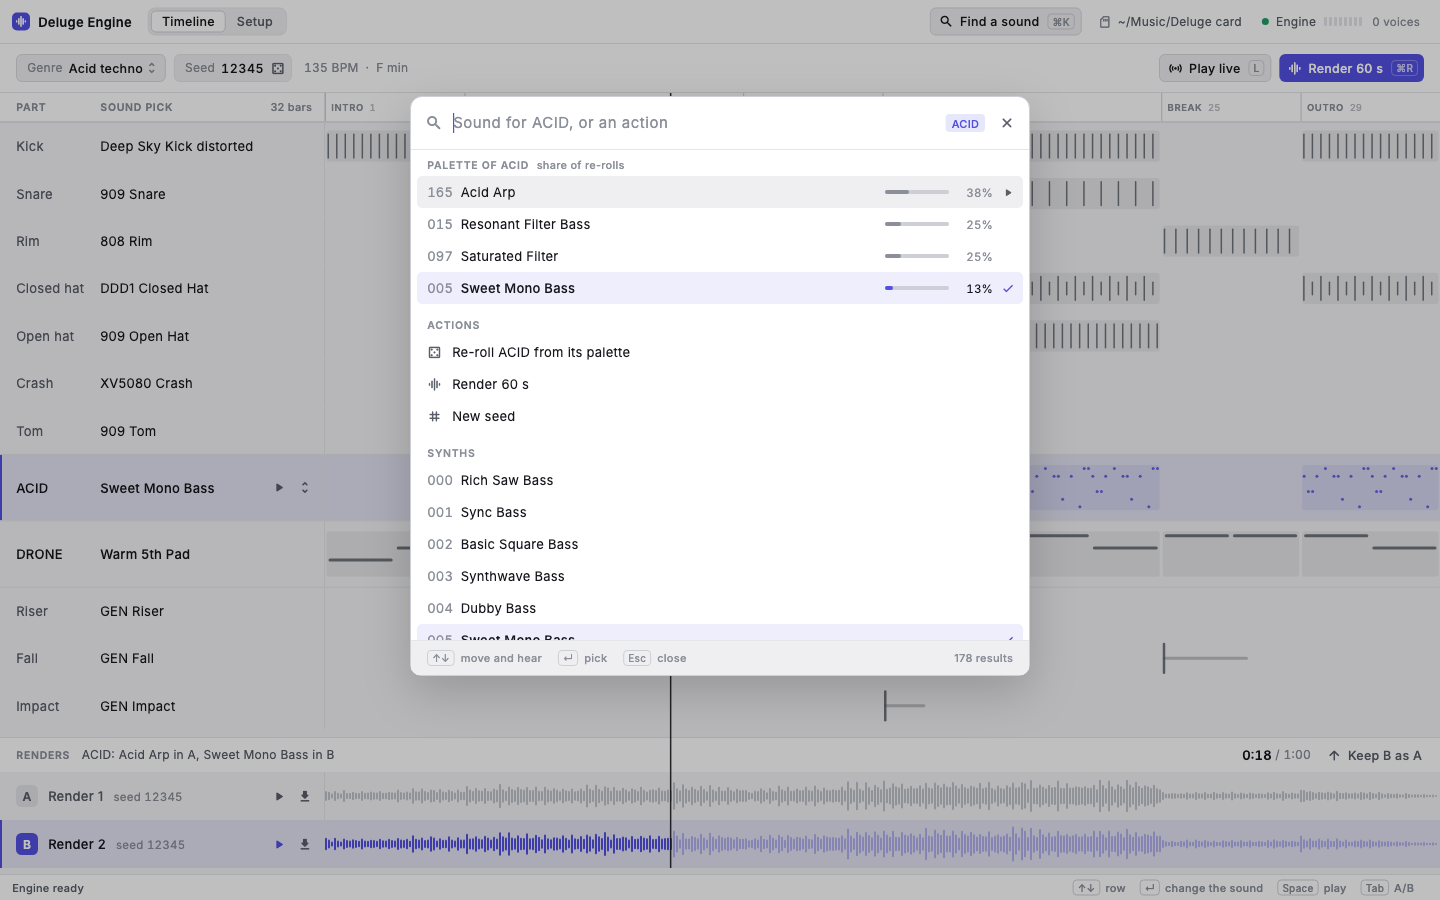 Deluge Engine
Timeline
Setup
Find a sound ⌘K
~/Music/Deluge card
Engine
0 voices
Genre Acid techno
Seed 12345
135 BPM · F min
Play live L
Render 60 s ⌘R
PART
SOUND PICK
32 bars
INTRO 1
BREAK 25
OUTRO 29
Kick
Deep Sky Kick distorted
Snare
909 Snare
Rim
808 Rim
Closed hat
DDD1 Closed Hat
Open hat
909 Open Hat
Crash
XV5080 Crash
Tom
909 Tom
ACID
Sweet Mono Bass
DRONE
Warm 5th Pad
Riser
GEN Riser
Fall
GEN Fall
Impact
GEN Impact
Sound for ACID, or an action
ACID
PALETTE OF ACID share of re-rolls
165 Acid Arp 38%
015 Resonant Filter Bass 25%
097 Saturated Filter 25%
005 Sweet Mono Bass 13%
ACTIONS
Re-roll ACID from its palette
Render 60 s
New seed
SYNTHS
000 Rich Saw Bass
001 Sync Bass
002 Basic Square Bass
003 Synthwave Bass
004 Dubby Bass
005 Sweet Mono Bass
↑↓ move and hear
↵ pick
Esc close
178 results
RENDERS
ACID: Acid Arp in A, Sweet Mono Bass in B
0:18 / 1:00
Keep B as A
A Render 1 seed 12345
B Render 2 seed 12345
Engine ready
↑↓ row
↵ change the sound
Space play
Tab A/B